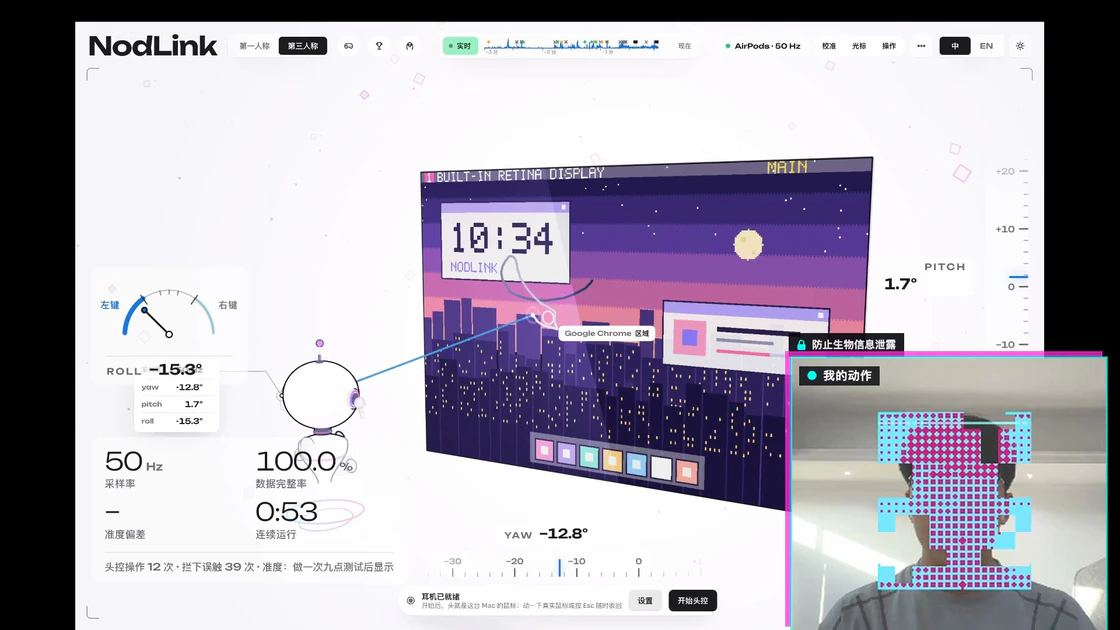 NodLink
第一人称
第三人称
实时
-3 分
-2 分
-1 分
现在
AirPods · 50 Hz
校准
光标
操作
•••
中
EN
1 BUILT-IN RETINA DISPLAY
MAIN
10:34
NODLINK
Google Chrome 区域
+20
+10
0
-10
PITCH
1.7°
左键
右键
ROLL -15.3°
yaw -12.8°
pitch 1.7°
roll -15.3°
50 Hz
采样率
100.0 %
数据完整率
–
准度偏差
0:53
连续运行
头控操作 12 次 · 拦下误触 39 次 · 准度：做一次九点测试后显示
YAW -12.8°
-30
-20
-10
0
耳机已就绪
开始后，头就是这台 Mac 的鼠标；动一下真实鼠标或按 Esc 随时收回
设置
开始头控
防止生物信息泄露
我的动作